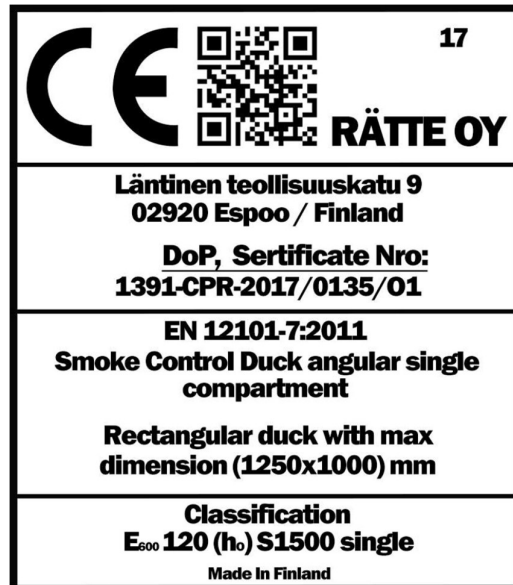 CE
17
RÄTTE OY
Läntinen teollisuuskatu 9
02920 Espoo / Finland
DoP, Sertificate Nro:
1391-CPR-2017/0135/01
EN 12101-7:2011
Smoke Control Duck angular single
compartment
Rectangular duck with max
dimension (1250x1000) mm
Classification
E₆₀₀ 120 (hₒ) S1500 single
Made In Finland